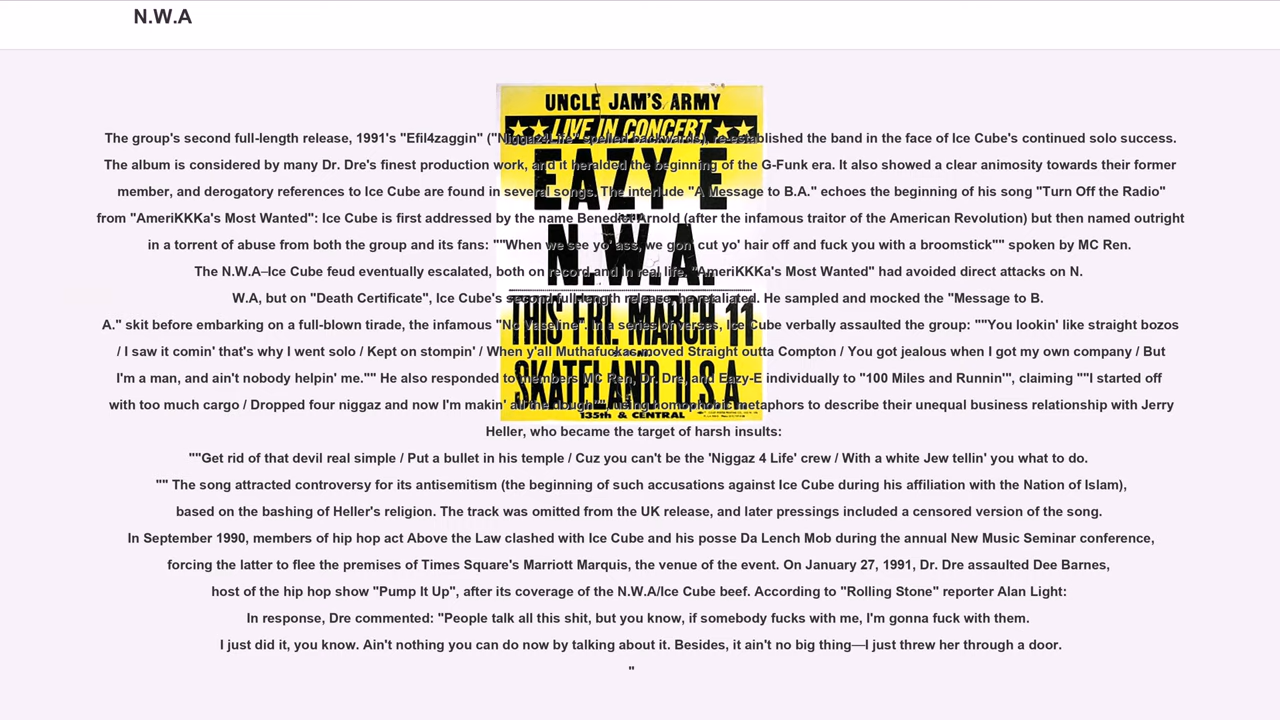 N.W.A
UNCLE JAM'S ARMY
LIVE IN CONCERT
The group's second full-length release, 1991's "Efil4zaggin" ("Niggaz4Life" spelled backwards), re-established the band in the face of Ice Cube's continued solo success.
The album is considered by many Dr. Dre's finest production work, and it heralded the beginning of the G-Funk era. It also showed a clear animosity towards their former
EAZY E
member, and derogatory references to Ice Cube are found in several songs. The interlude "A Message to B.A." echoes the beginning of his song "Turn Off the Radio"
from "AmeriKKKa's Most Wanted": Ice Cube is first addressed by the name Benedict Arnold (after the infamous traitor of the American Revolution) but then named outright
in a torrent of abuse from both the group and its fans: ""When we see yo' ass, we gon' cut yo' hair off and fuck you with a broomstick"" spoken by MC Ren.
N.W.A.
The N.W.A–Ice Cube feud eventually escalated, both on record and in real life. "AmeriKKKa's Most Wanted" had avoided direct attacks on N.
W.A, but on "Death Certificate", Ice Cube's second full-length release, he retaliated. He sampled and mocked the "Message to B.
THIS FRI. MARCH 11
A." skit before embarking on a full-blown tirade, the infamous "No Vaseline". In a series of verses, Ice Cube verbally assaulted the group: ""You lookin' like straight bozos
/ I saw it comin' that's why I went solo / Kept on stompin' / When y'all Muthafuckas moved Straight outta Compton / You got jealous when I got my own company / But
I'm a man, and ain't nobody helpin' me."" He also responded to members MC Ren, Dr. Dre, and Eazy-E individually to "100 Miles and Runnin'", claiming ""I started off
SKATELAND U.S.A.
with too much cargo / Dropped four niggaz and now I'm makin' all the dough"", using homophonic metaphors to describe their unequal business relationship with Jerry
135th & CENTRAL
Heller, who became the target of harsh insults:
""Get rid of that devil real simple / Put a bullet in his temple / Cuz you can't be the 'Niggaz 4 Life' crew / With a white Jew tellin' you what to do.
"" The song attracted controversy for its antisemitism (the beginning of such accusations against Ice Cube during his affiliation with the Nation of Islam),
based on the bashing of Heller's religion. The track was omitted from the UK release, and later pressings included a censored version of the song.
In September 1990, members of hip hop act Above the Law clashed with Ice Cube and his posse Da Lench Mob during the annual New Music Seminar conference,
forcing the latter to flee the premises of Times Square's Marriott Marquis, the venue of the event. On January 27, 1991, Dr. Dre assaulted Dee Barnes,
host of the hip hop show "Pump It Up", after its coverage of the N.W.A/Ice Cube beef. According to "Rolling Stone" reporter Alan Light:
In response, Dre commented: "People talk all this shit, but you know, if somebody fucks with me, I'm gonna fuck with them.
I just did it, you know. Ain't nothing you can do now by talking about it. Besides, it ain't no big thing—I just threw her through a door.
"